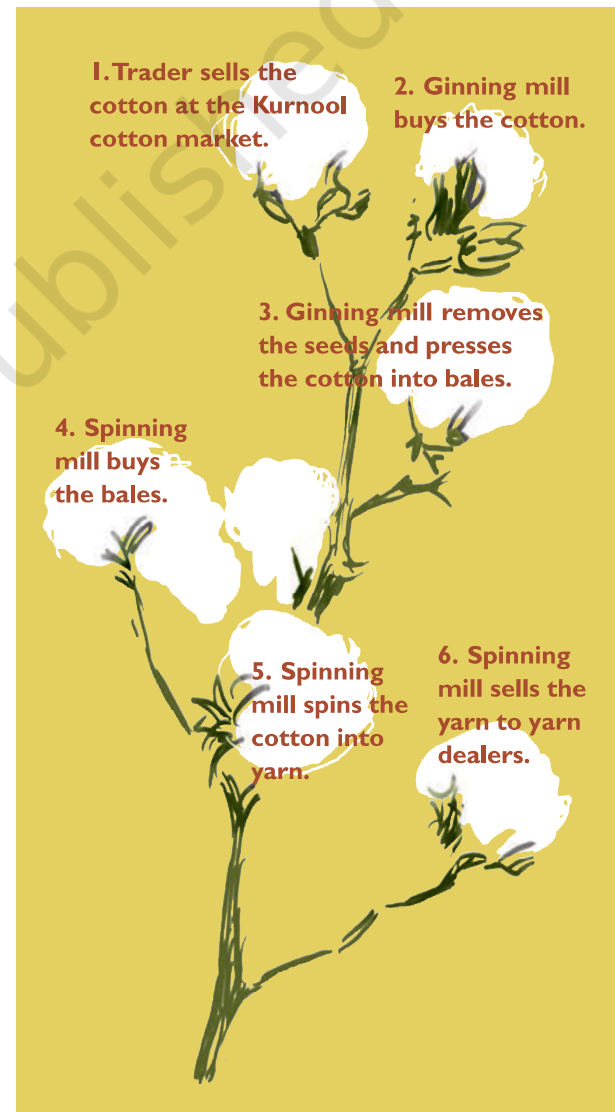 1. Trader sells the
cotton at the Kurnool
cotton market.
2. Ginning mill
buys the cotton.
3. Ginning mill removes
the seeds and presses
the cotton into bales.
4. Spinning
mill buys
the bales.
5. Spinning
mill spins the
cotton into
yarn.
6. Spinning
mill sells the
yarn to yarn
dealers.
ublished